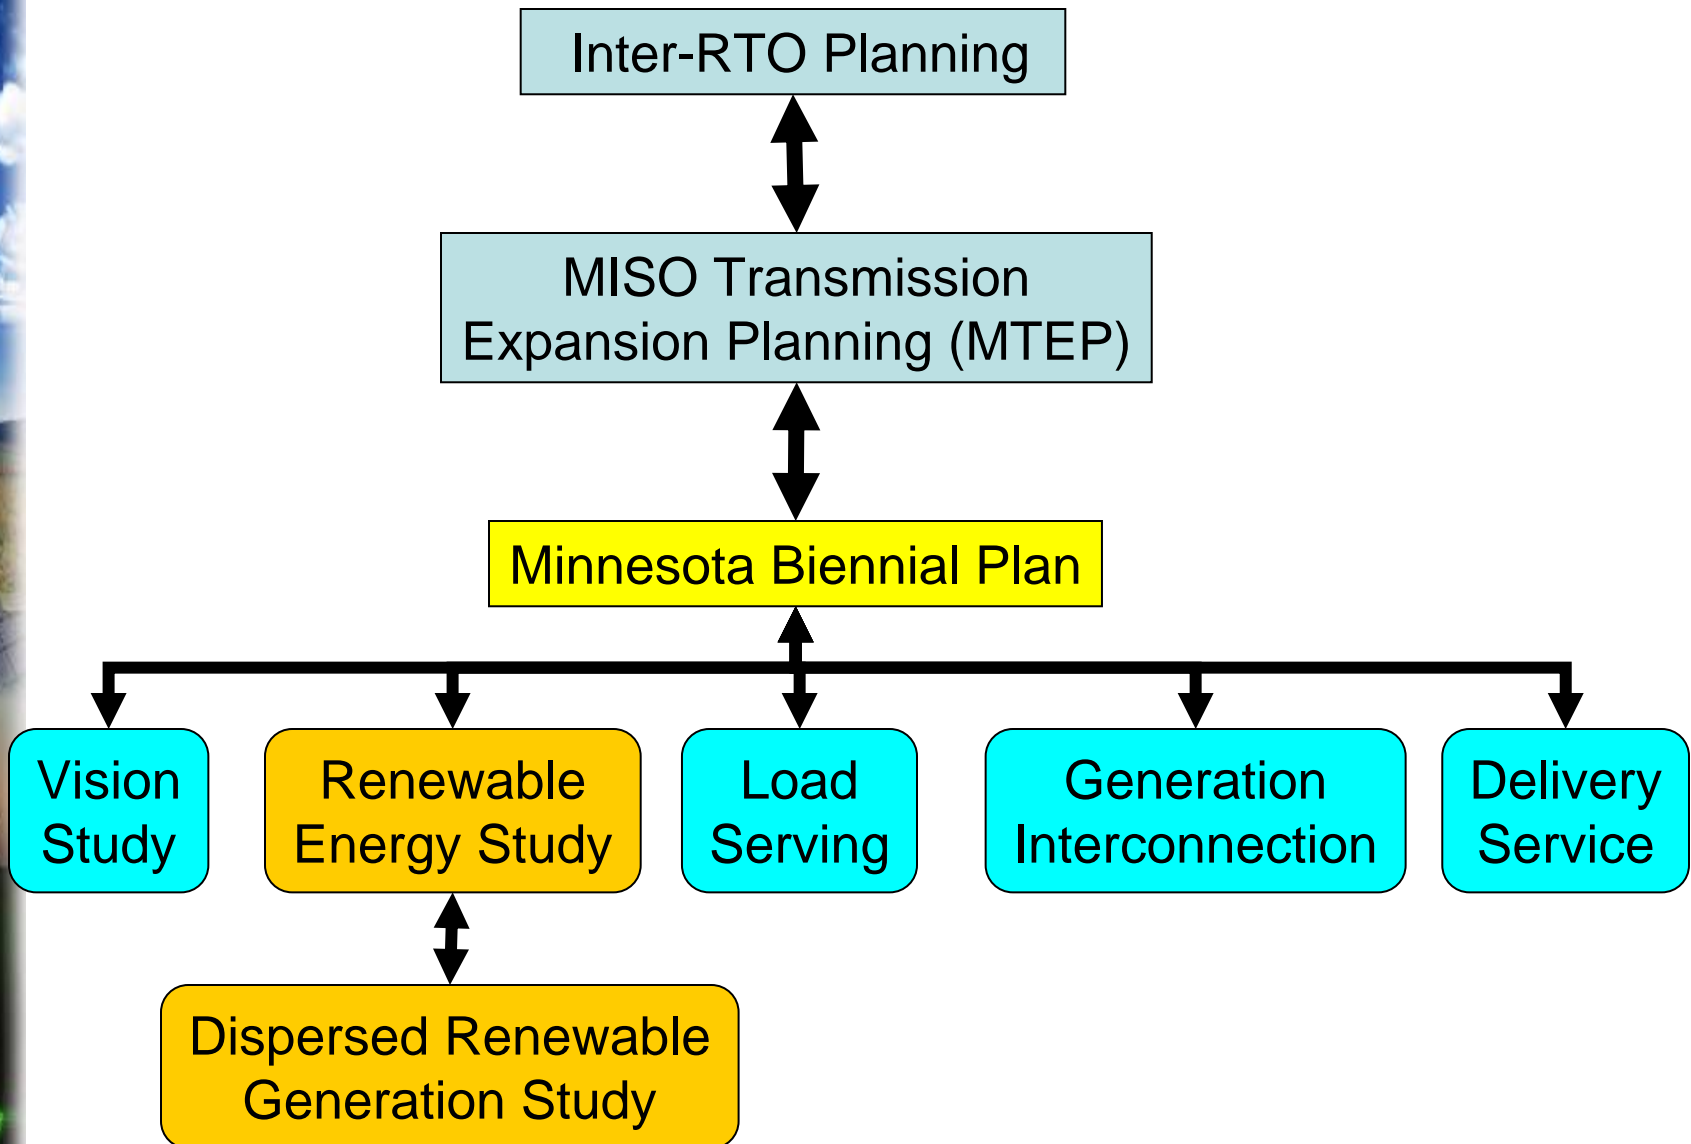 Inter-RTO Planning
MISO Transmission
Expansion Planning (MTEP)
Minnesota Biennial Plan
Vision
Study
Renewable
Energy Study
Load
Serving
Generation
Interconnection
Delivery
Service
Dispersed Renewable
Generation Study